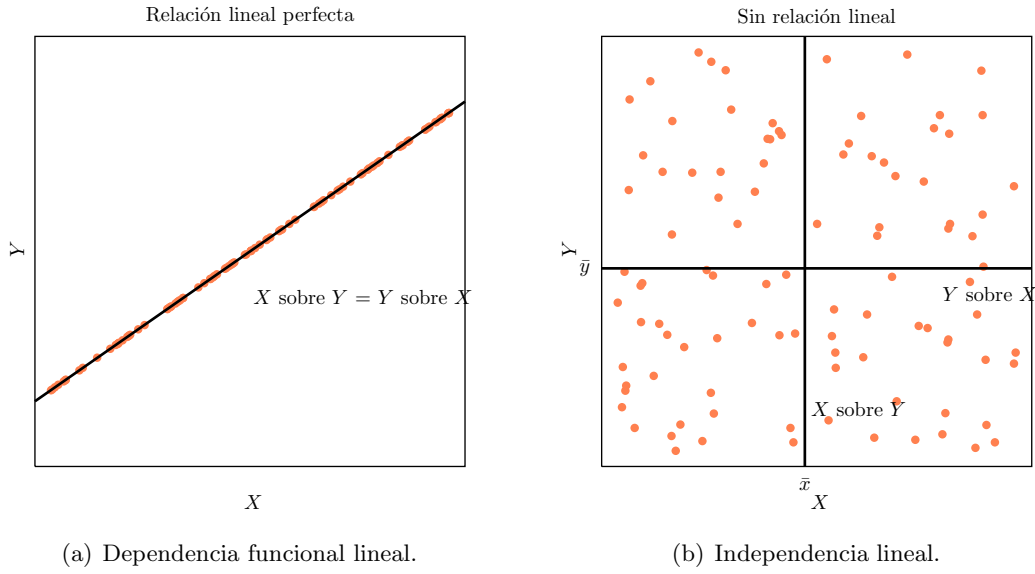 Relación lineal perfecta
Y
X sobre Y = Y sobre X
X
(a) Dependencia funcional lineal.
Sin relación lineal
Y
ȳ
Y sobre X
X sobre Y
x̄
X
(b) Independencia lineal.